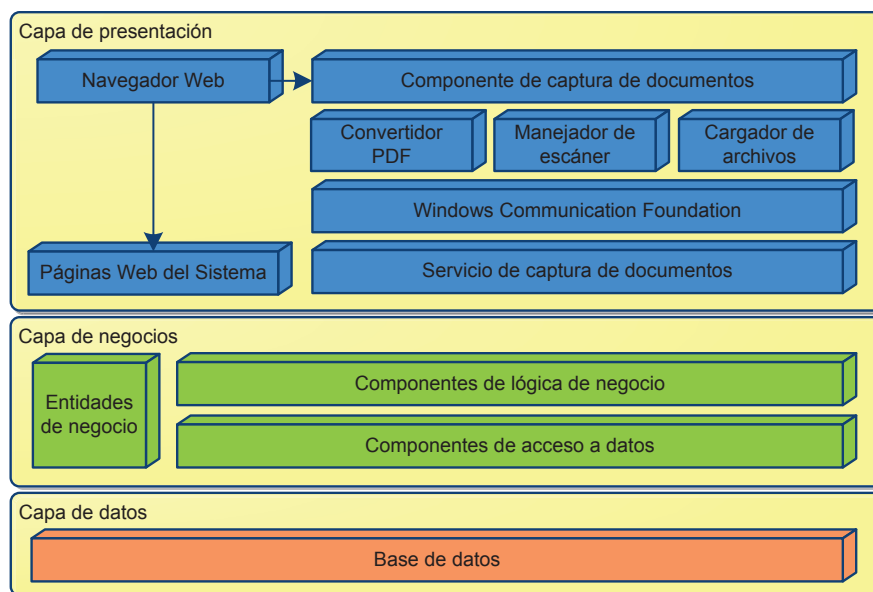 Capa de presentación
Navegador Web
Componente de captura de documentos
Convertidor
PDF
Manejador de
escáner
Cargador de
archivos
Windows Communication Foundation
Páginas Web del Sistema
Servicio de captura de documentos
Capa de negocios
Entidades
de negocio
Componentes de lógica de negocio
Componentes de acceso a datos
Capa de datos
Base de datos